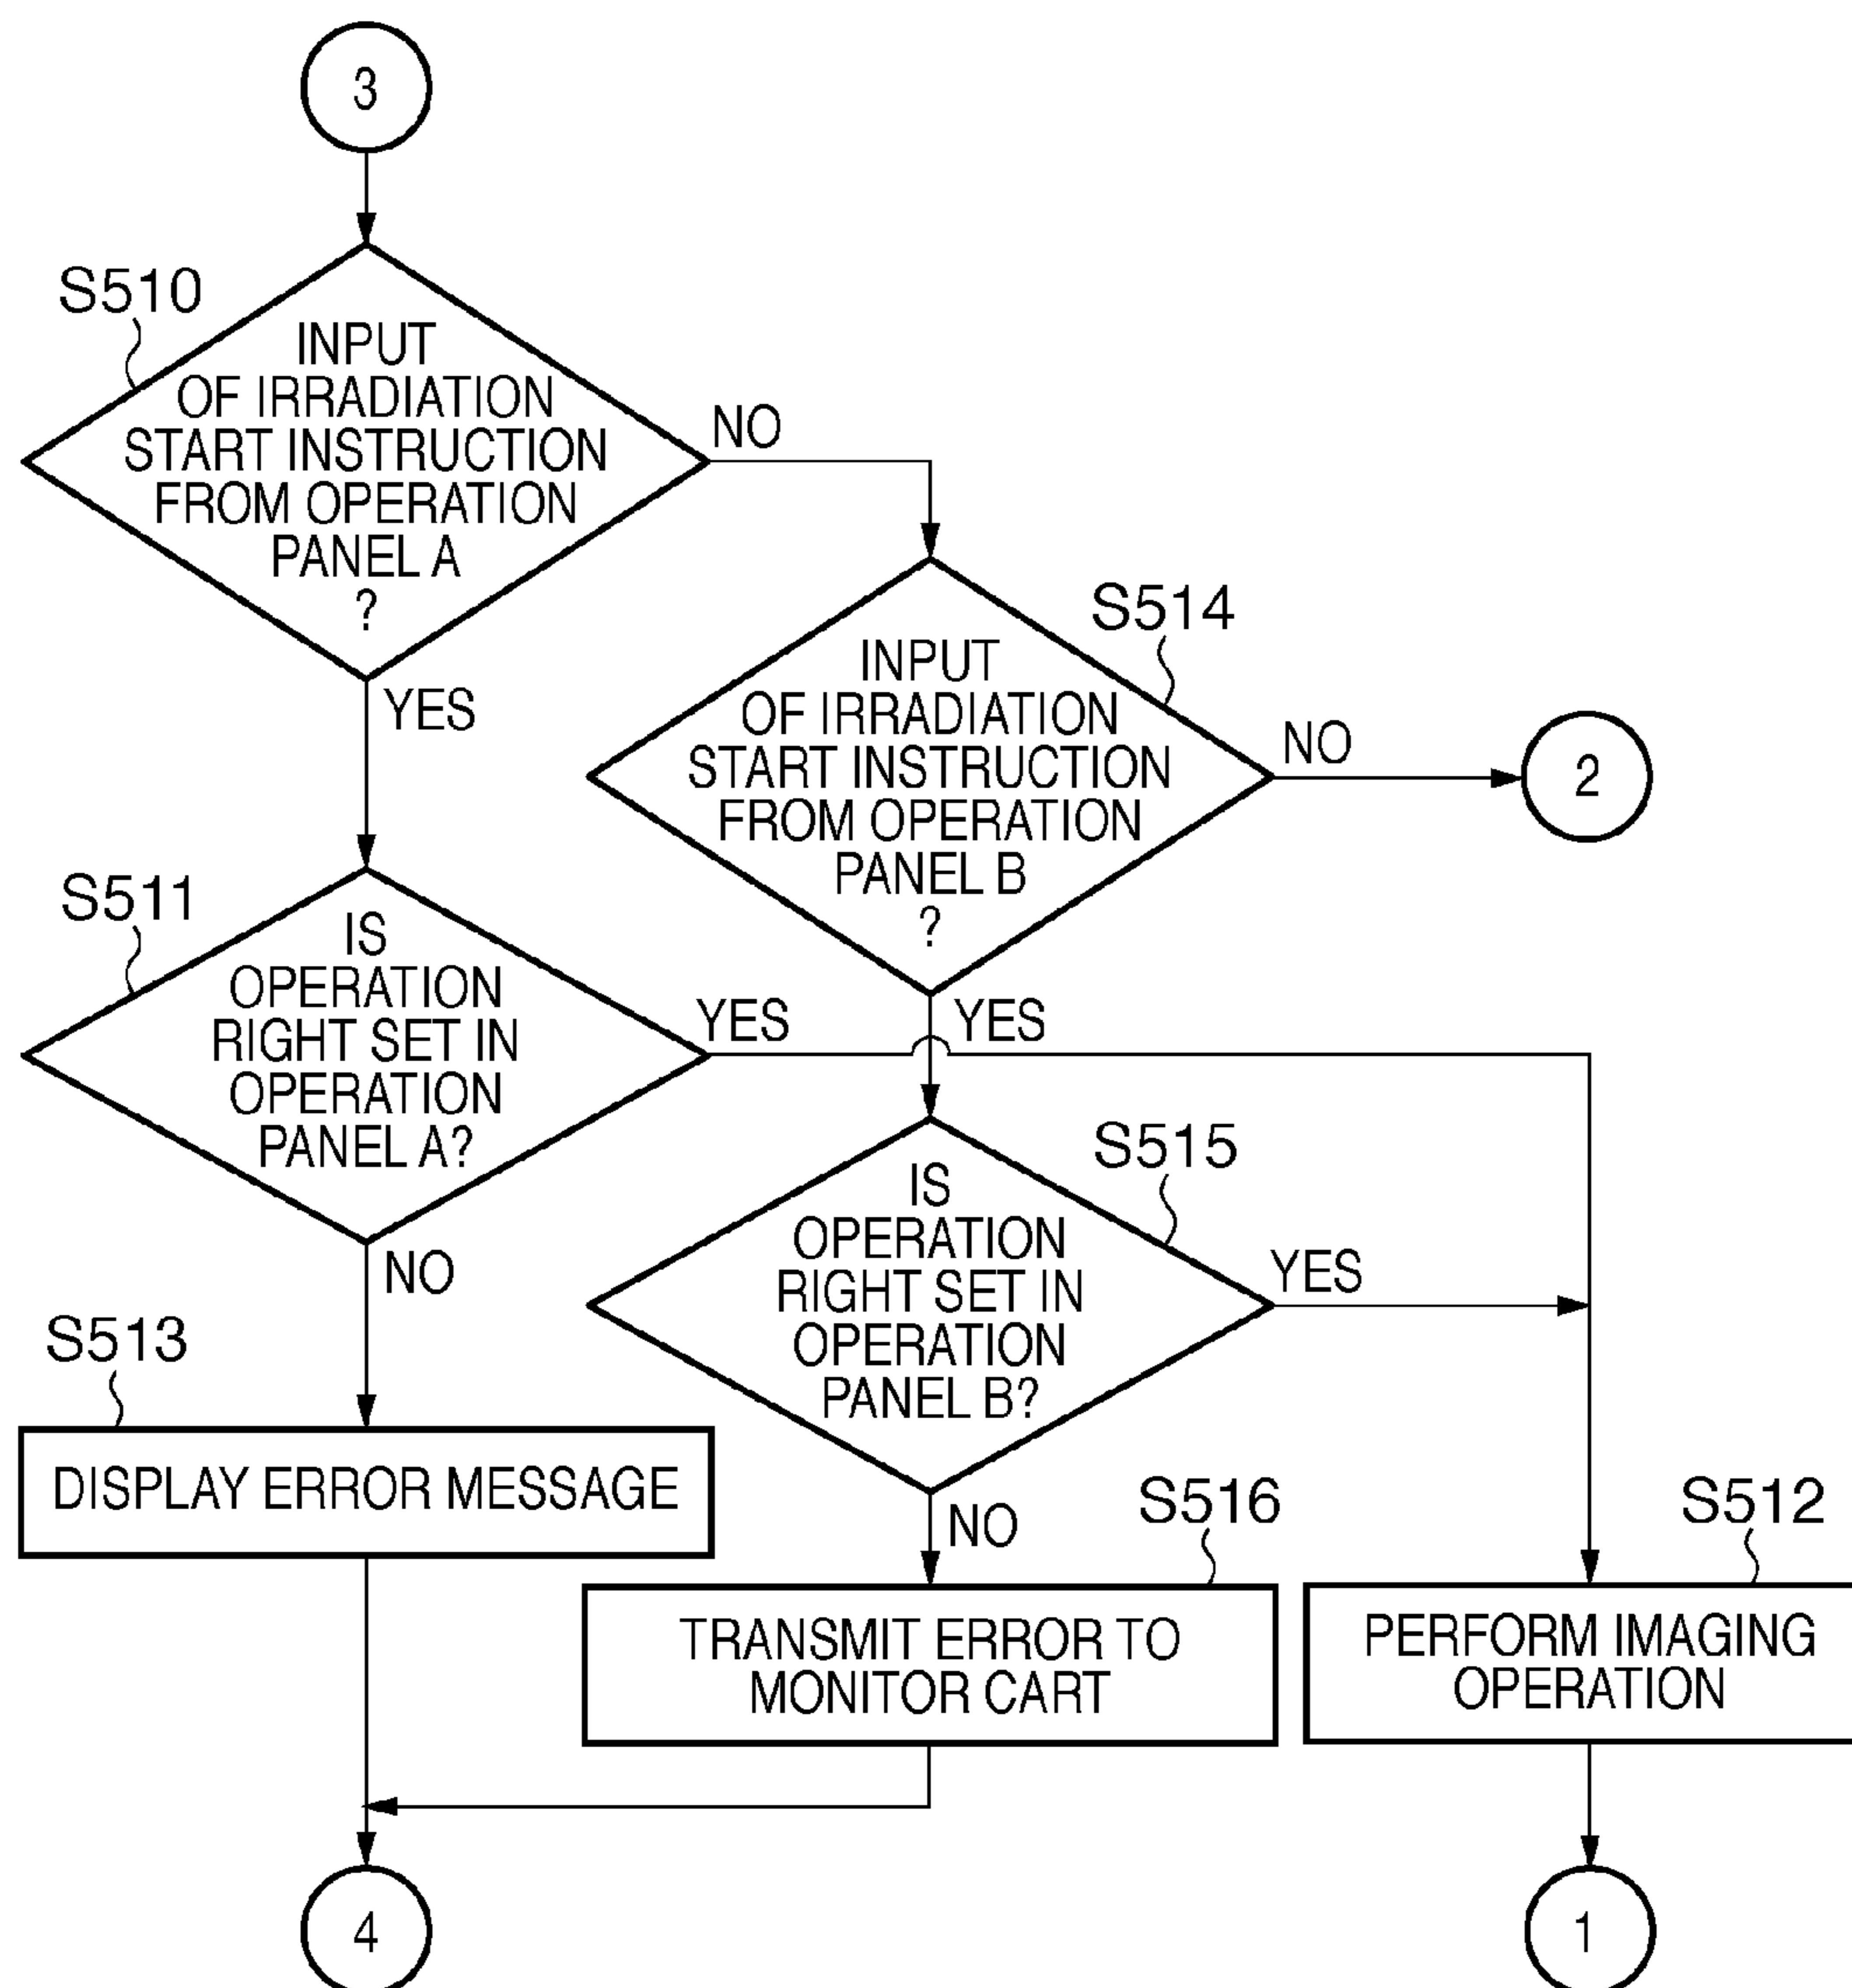 3
S510
INPUT
OF IRRADIATION
START INSTRUCTION
FROM OPERATION
PANEL A
?
NO
YES
S514
INPUT
OF IRRADIATION
START INSTRUCTION
FROM OPERATION
PANEL B
?
NO
2
YES
S511
IS
OPERATION
RIGHT SET IN
OPERATION
PANEL A?
YES
NO
S515
IS
OPERATION
RIGHT SET IN
OPERATION
PANEL B?
YES
NO
S513
DISPLAY ERROR MESSAGE
S516
TRANSMIT ERROR TO
MONITOR CART
S512
PERFORM IMAGING
OPERATION
4
1